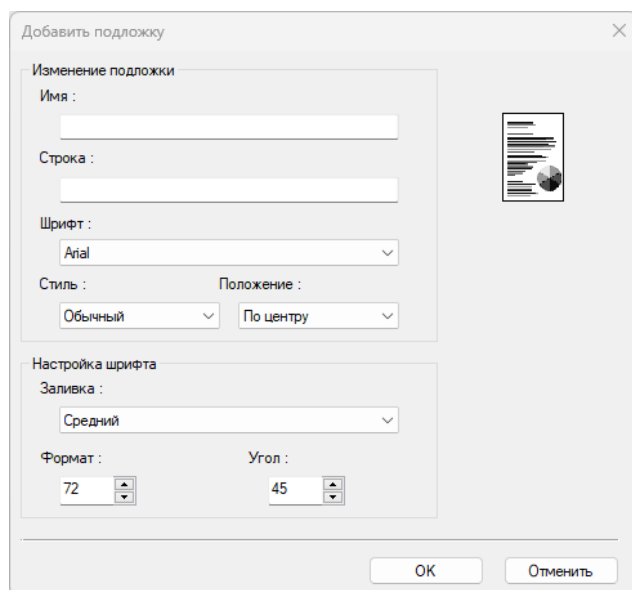 Добавить подложку
Изменение подложки
Имя :
Строка :
Шрифт :
Arial
Стиль : Положение :
Обычный По центру
Настройка шрифта
Заливка :
Средний
Формат : Угол :
72 45
OK Отменить